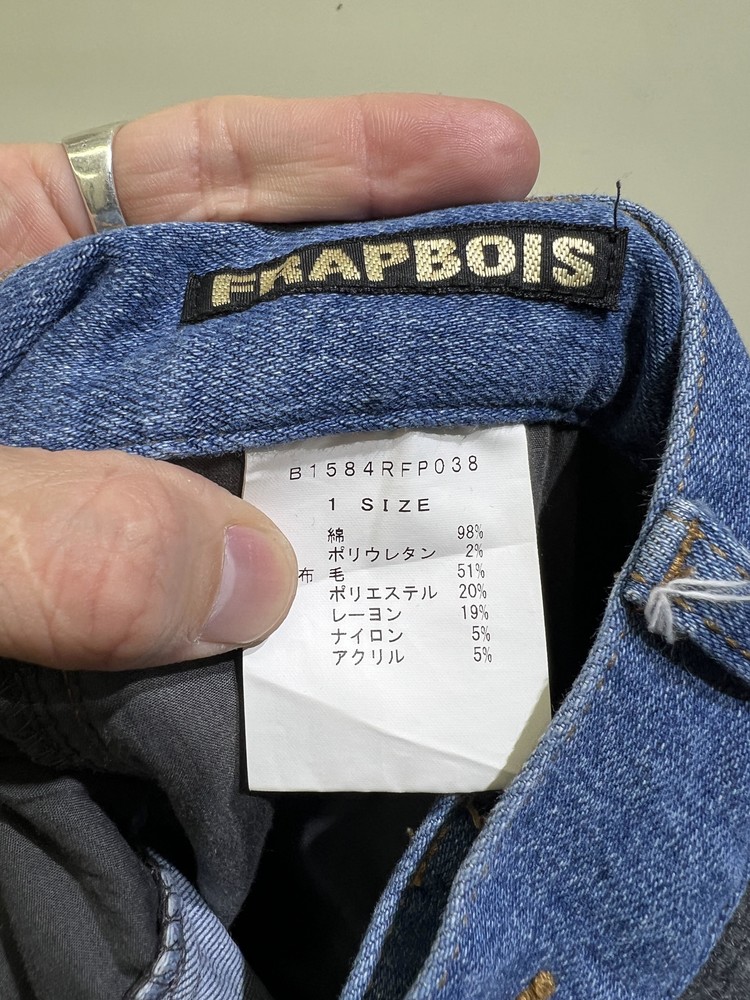 FRAPBOIS
B1584RFP038
1 SIZE
綿 98%
ポリウレタン 2%
布 毛 51%
ポリエステル 20%
レーヨン 19%
ナイロン 5%
アクリル 5%